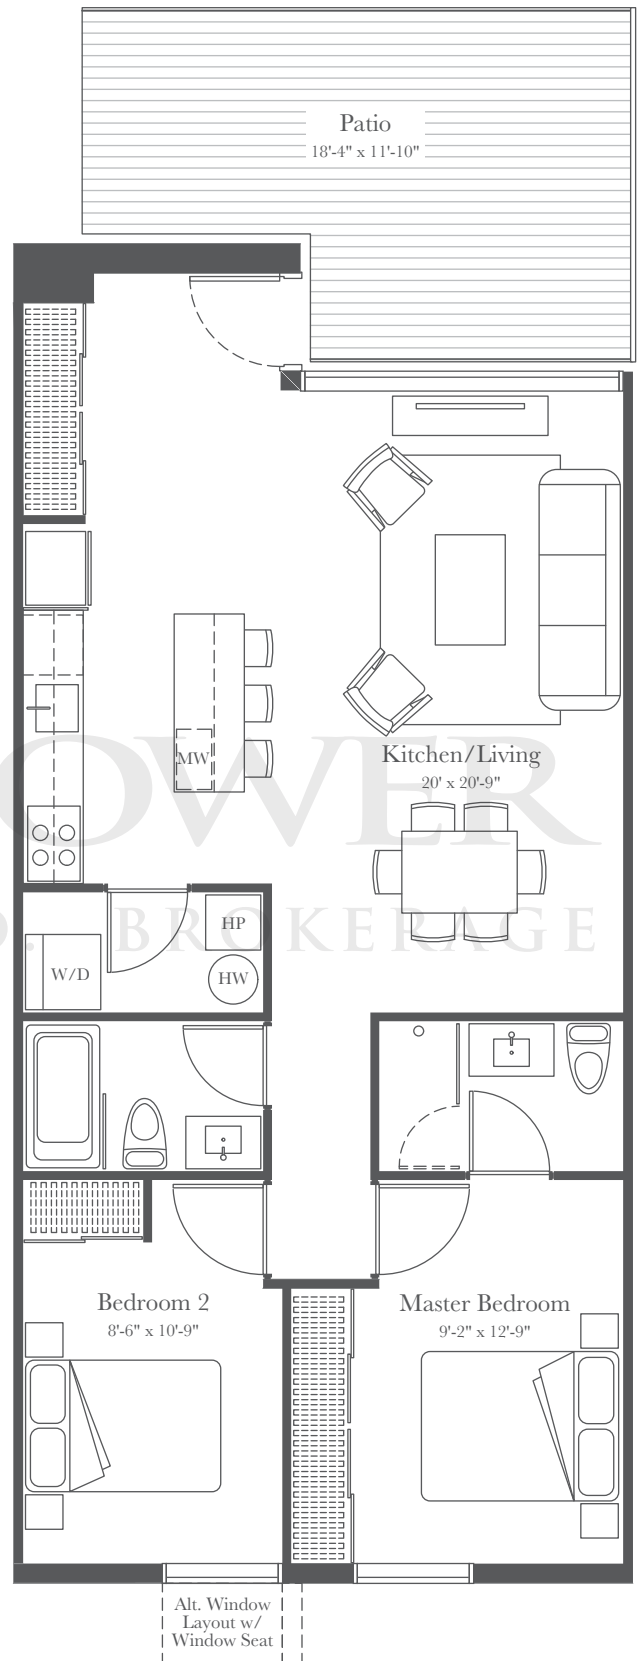 Patio
18'-4" x 11'-10"
MW
Kitchen/Living
20' x 20'-9"
OWER
HP
W/D
HW
D. BROKERAGE
Bedroom 2
8'-6" x 10'-9"
Master Bedroom
9'-2" x 12'-9"
Alt. Window
Layout w/
Window Seat